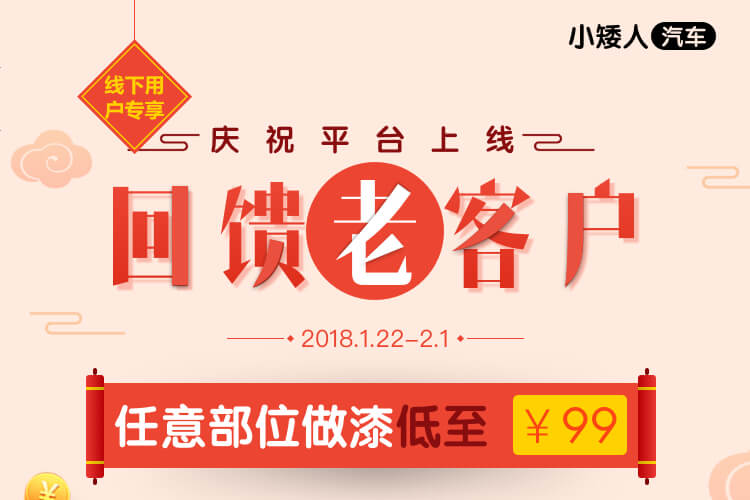 小矮人 汽车
线下用
户专享
庆祝平台上线
回馈老客户
2018.1.22-2.1
任意部位做漆低至 ¥99
¥